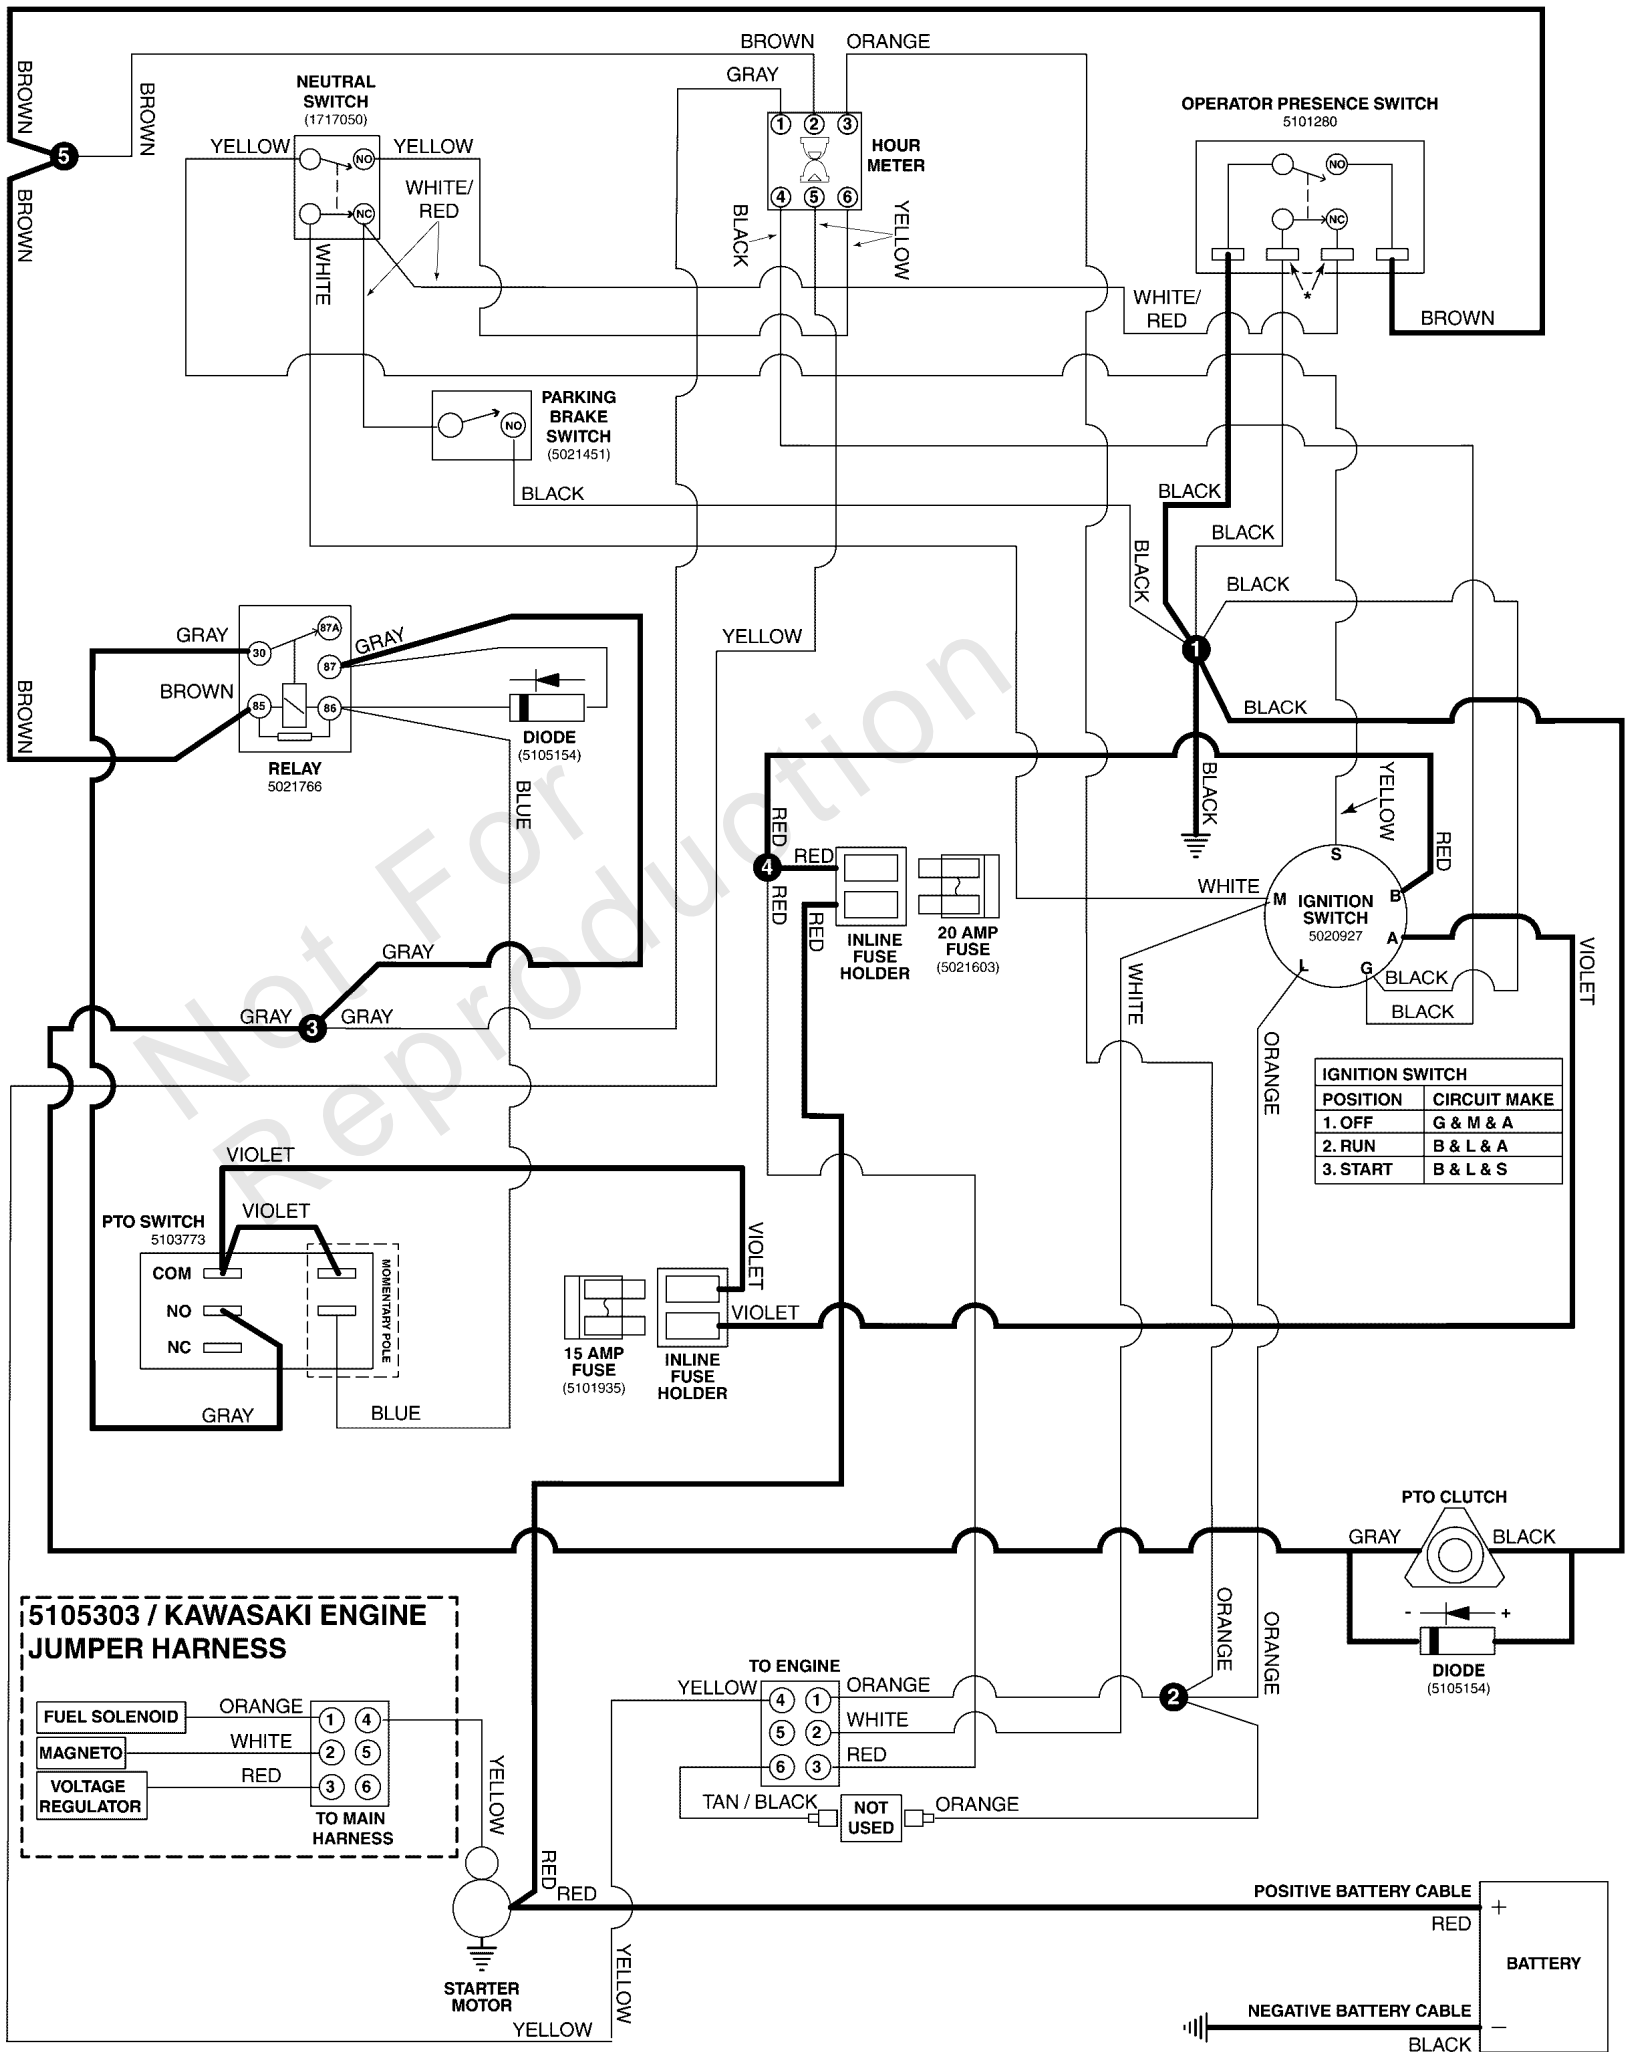 BROWN
ORANGE
GRAY
NEUTRAL
SWITCH
(1717050)
BROWN
BROWN
5
BROWN
YELLOW
NO
YELLOW
NC
WHITE/
RED
WHITE
1 2 3
4 5 6
HOUR
METER
BLACK
YELLOW
OPERATOR PRESENCE SWITCH
5101280
NO
NC
*
WHITE/
RED
BROWN
PARKING
BRAKE
SWITCH
(5021451)
NO
BLACK
BLACK
BLACK
BLACK
BLACK
1
BLACK
BLACK
GRAY
87A
GRAY
30
87
BROWN
85
86
RELAY
5021766
DIODE
(5105154)
BROWN
BLUE
YELLOW
Not For
Reproduction
RED
4
RED
RED
RED
INLINE
FUSE
HOLDER
20 AMP
FUSE
(5021603)
YELLOW
RED
WHITE
S
M
B
IGNITION
SWITCH
5020927
A
L
G
BLACK
BLACK
VIOLET
WHITE
ORANGE
GRAY
GRAY
3
GRAY
IGNITION SWITCH
POSITION CIRCUIT MAKE
1. OFF G & M & A
2. RUN B & L & A
3. START B & L & S
VIOLET
VIOLET
PTO SWITCH
5103773
COM
NO
NC
MOMENTARY POLE
GRAY
BLUE
VIOLET
VIOLET
15 AMP
FUSE
(5101935)
INLINE
FUSE
HOLDER
PTO CLUTCH
GRAY
BLACK
- +
DIODE
(5105154)
5105303 / KAWASAKI ENGINE
JUMPER HARNESS
FUEL SOLENOID
ORANGE
1 4
MAGNETO
WHITE
2 5
VOLTAGE
REGULATOR
RED
3 6
TO MAIN
HARNESS
YELLOW
TO ENGINE
YELLOW
4 1
ORANGE
5 2
WHITE
6 3
RED
TAN / BLACK
NOT
USED
ORANGE
2
ORANGE
ORANGE
RED
RED
STARTER
MOTOR
YELLOW
YELLOW
POSITIVE BATTERY CABLE
+
RED
BATTERY
NEGATIVE BATTERY CABLE
−
BLACK